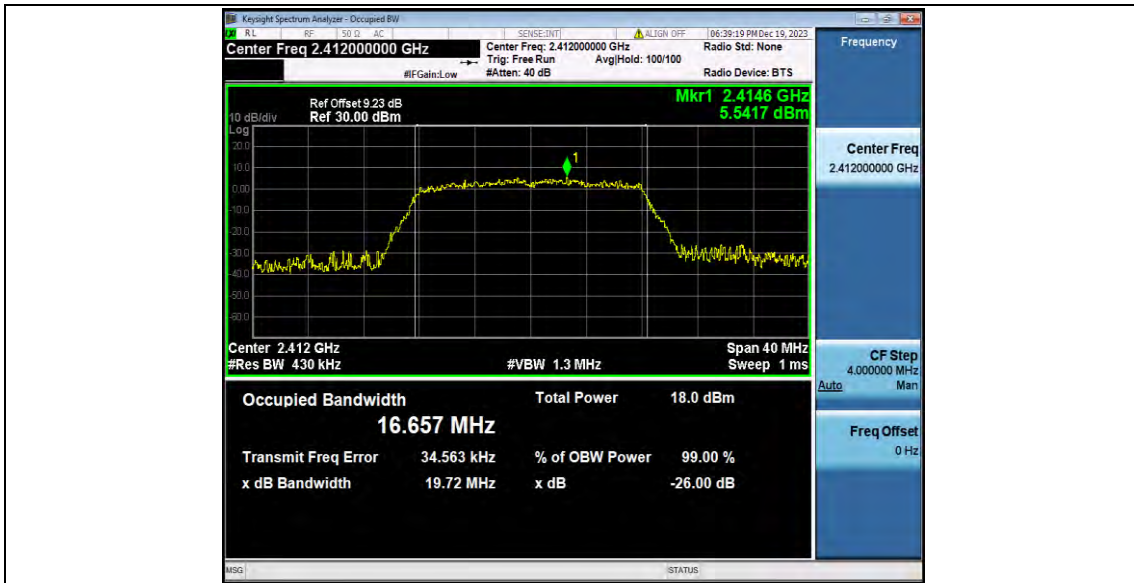 Keysight Spectrum Analyzer - Occupied BW
RL RF 50 Ω AC SENSE:INT ALIGN OFF 06:39:19 PM Dec 19, 2023
Center Freq 2.412000000 GHz
Center Freq: 2.412000000 GHz Radio Std: None
Trig: Free Run Avg|Hold: 100/100
#IFGain:Low #Atten: 40 dB Radio Device: BTS
Frequency
Mkr1 2.4146 GHz
5.5417 dBm
Ref Offset 9.23 dB
10 dB/div Ref 30.00 dBm
Log
20.0
10.0
0.00
-10.0
-20.0
-30.0
-40.0
-50.0
-60.0
1
Center Freq
2.412000000 GHz
Center 2.412 GHz Span 40 MHz
#Res BW 430 kHz #VBW 1.3 MHz Sweep 1 ms
CF Step
4.000000 MHz
Auto Man
Occupied Bandwidth Total Power 18.0 dBm
16.657 MHz
Transmit Freq Error 34.563 kHz % of OBW Power 99.00 %
x dB Bandwidth 19.72 MHz x dB -26.00 dB
Freq Offset
0 Hz
MSG STATUS